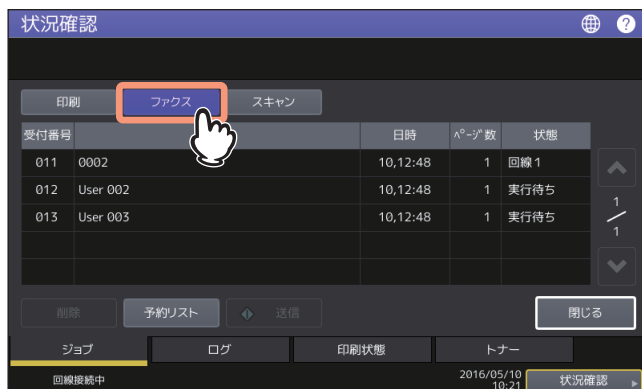 状況確認 ?
印刷 ファクス スキャン
受付番号 日時 ページ数 状態
011 0002 10,12:48 1 回線1
012 User 002 10,12:48 1 実行待ち
013 User 003 10,12:48 1 実行待ち
1
1
削除 予約リスト 送信 閉じる
ジョブ ログ 印刷状態 トナー
回線接続中 2016/05/10 状況確認
10:21